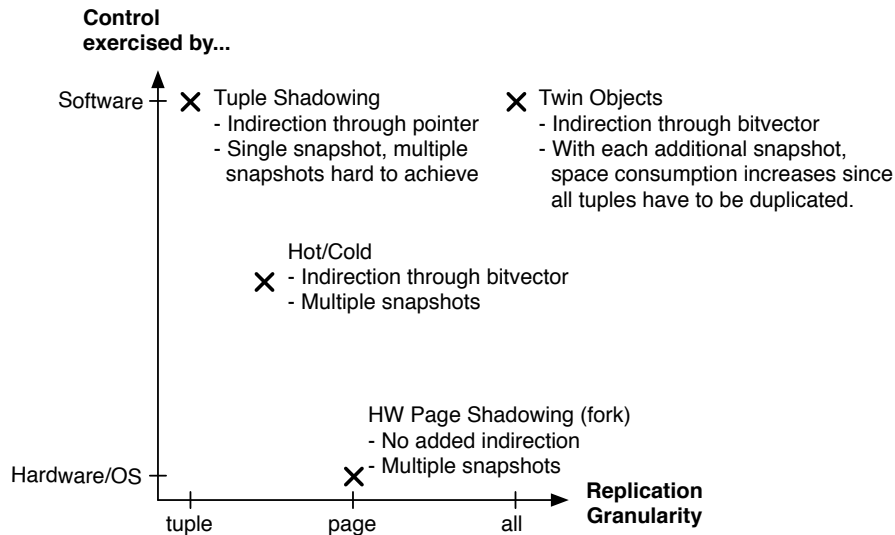 Control
exercised by...
Software
Tuple Shadowing
- Indirection through pointer
- Single snapshot, multiple
snapshots hard to achieve
Twin Objects
- Indirection through bitvector
- With each additional snapshot,
space consumption increases since
all tuples have to be duplicated.
Hot/Cold
- Indirection through bitvector
- Multiple snapshots
HW Page Shadowing (fork)
- No added indirection
- Multiple snapshots
Hardware/OS
tuple
page
all
Replication
Granularity